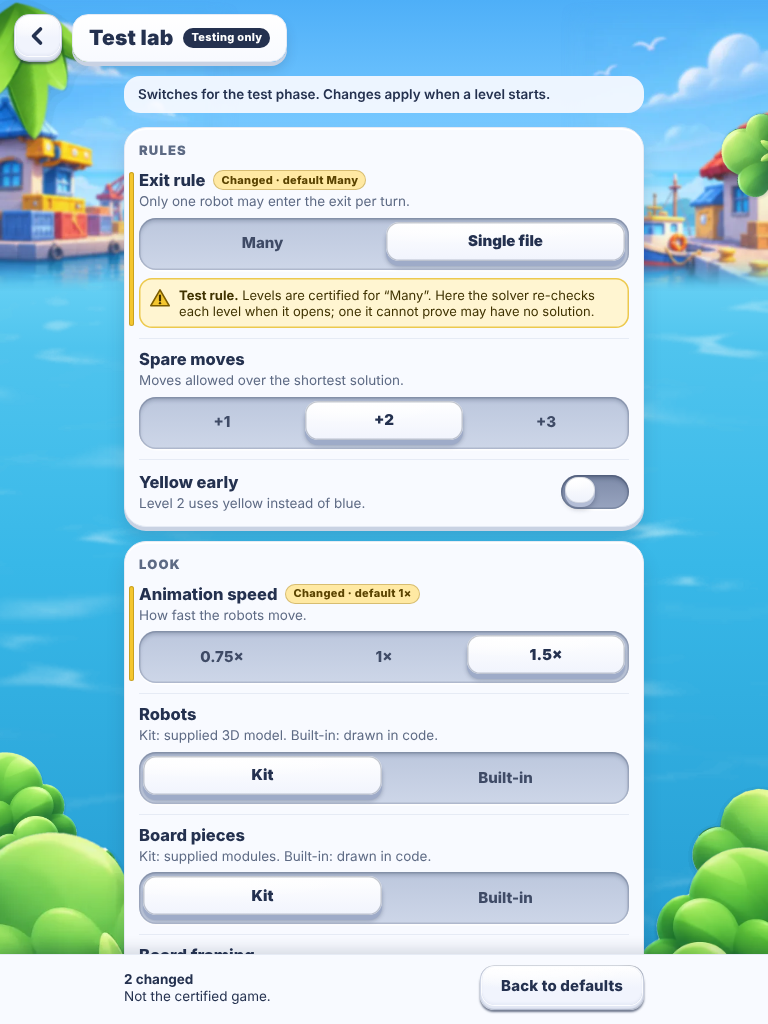 Test lab
Testing only
Switches for the test phase. Changes apply when a level starts.
RULES
Exit rule
Changed · default Many
Only one robot may enter the exit per turn.
Many
Single file
Test rule. Levels are certified for “Many”. Here the solver re-checks
each level when it opens; one it cannot prove may have no solution.
Spare moves
Moves allowed over the shortest solution.
+1
+2
+3
Yellow early
Level 2 uses yellow instead of blue.
LOOK
Animation speed
Changed · default 1×
How fast the robots move.
0.75×
1×
1.5×
Robots
Kit: supplied 3D model. Built-in: drawn in code.
Kit
Built-in
Board pieces
Kit: supplied modules. Built-in: drawn in code.
Kit
Built-in
Board framing
2 changed
Not the certified game.
Back to defaults